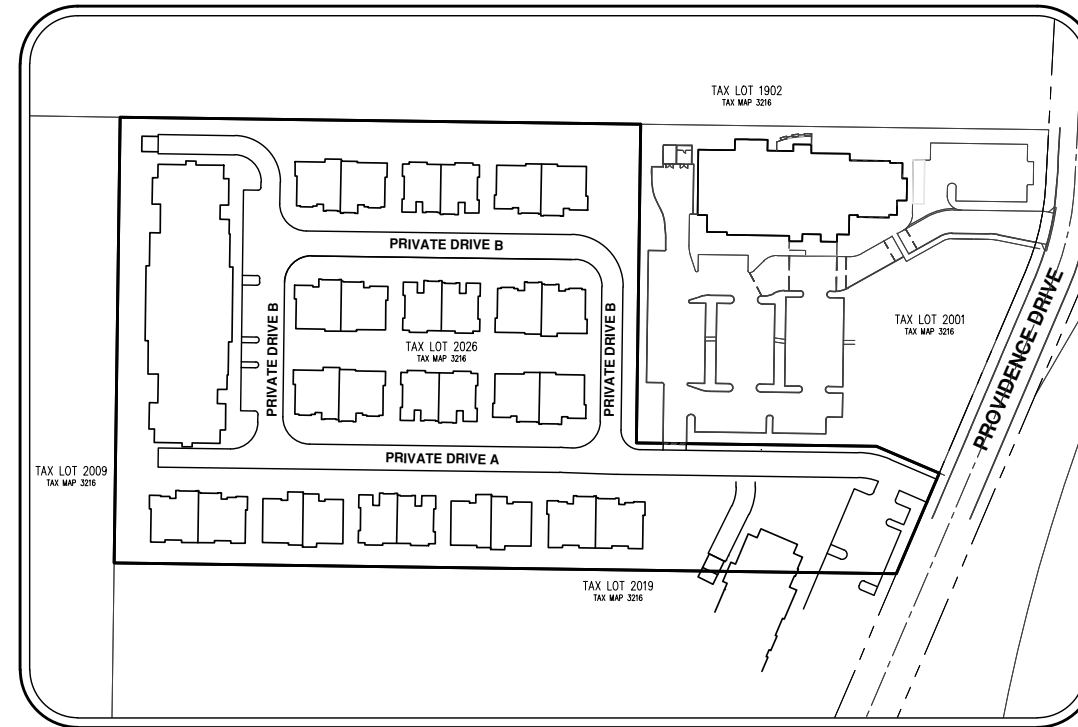 TAX LOT 1902
TAX MAP 3216
PRIVATE DRIVE B
TAX LOT 2001
TAX MAP 3216
PROVIDENCE DRIVE
PRIVATE DRIVE B
TAX LOT 2026
TAX MAP 3216
PRIVATE DRIVE B
PRIVATE DRIVE A
TAX LOT 2009
TAX MAP 3216
TAX LOT 2019
TAX MAP 3216